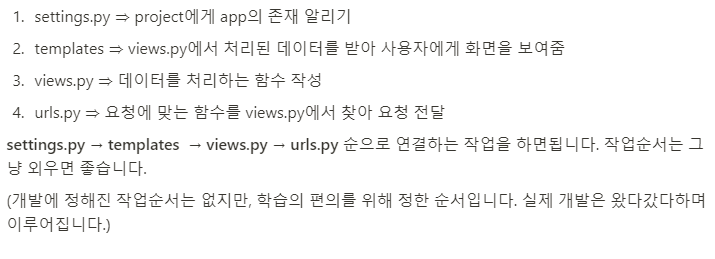 1. settings.py ⇒ project에게 app의 존재 알리기
2. templates ⇒ views.py에서 처리된 데이터를 받아 사용자에게 화면을 보여줌
3. views.py ⇒ 데이터를 처리하는 함수 작성
4. urls.py ⇒ 요청에 맞는 함수를 views.py에서 찾아 요청 전달
settings.py → templates → views.py → urls.py 순으로 연결하는 작업을 하면됩니다. 작업순서는 그
냥 외우면 좋습니다.
(개발에 정해진 작업순서는 없지만, 학습의 편의를 위해 정한 순서입니다. 실제 개발은 왔다갔다하며
이루어집니다.)